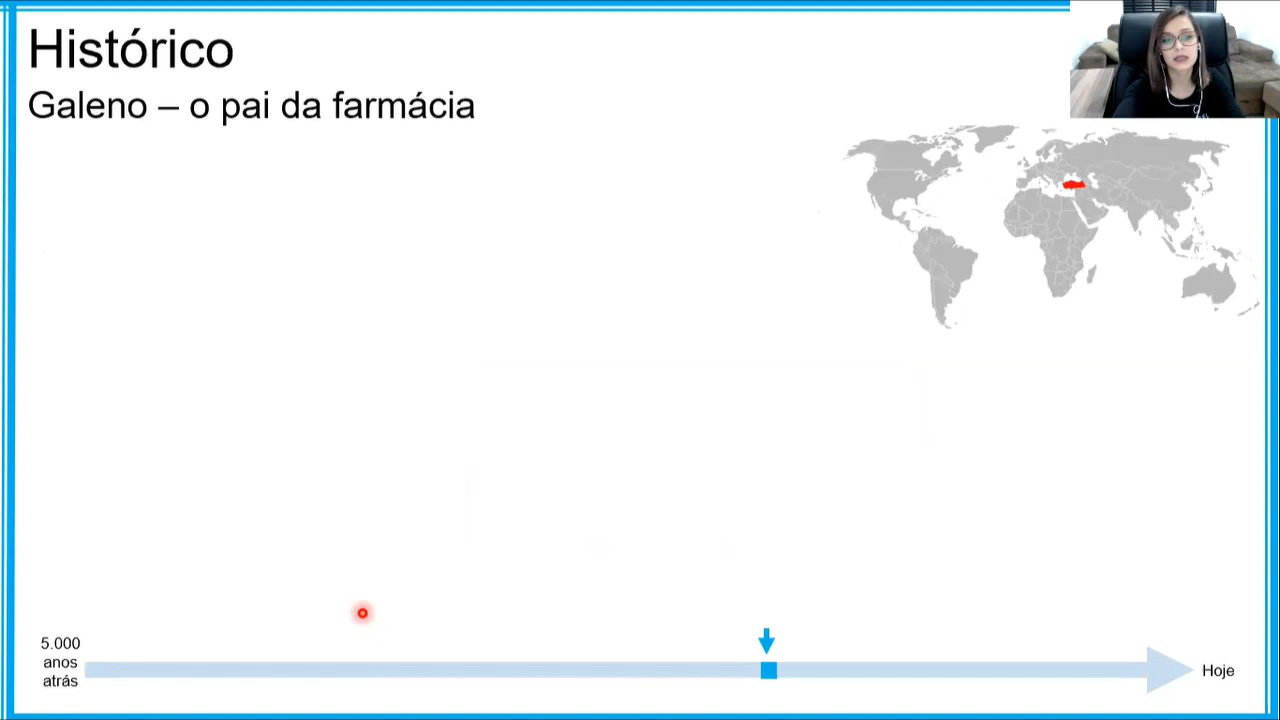 Histórico
Galeno – o pai da farmácia
5.000
anos
atrás
Hoje